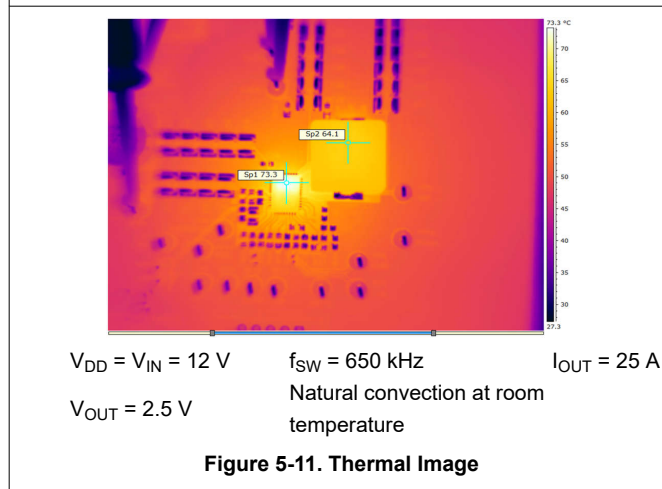 73.3 °C
70
65
60
55
50
45
40
35
30
27.3
Sp2 64.1
Sp1 73.3
V_DD = V_IN = 12 V f_SW = 650 kHz I_OUT = 25 A
V_OUT = 2.5 V Natural convection at room
temperature
Figure 5-11. Thermal Image